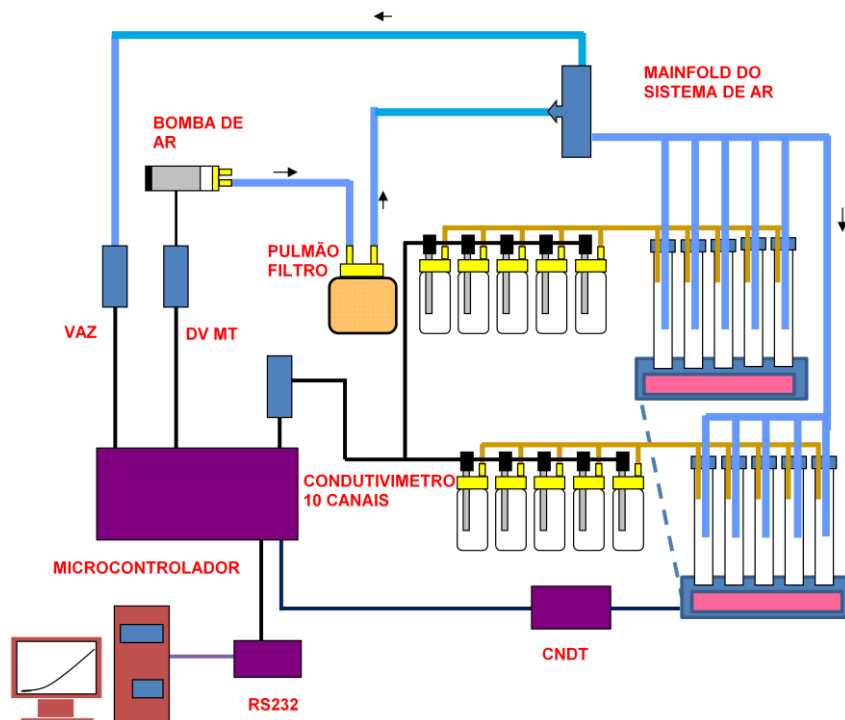 MAINFOLD DO
SISTEMA DE AR
BOMBA DE
AR
PULMÃO
FILTRO
VAZ
DV MT
CONDUTIVIMETRO
10 CANAIS
MICROCONTROLADOR
CNDT
RS232